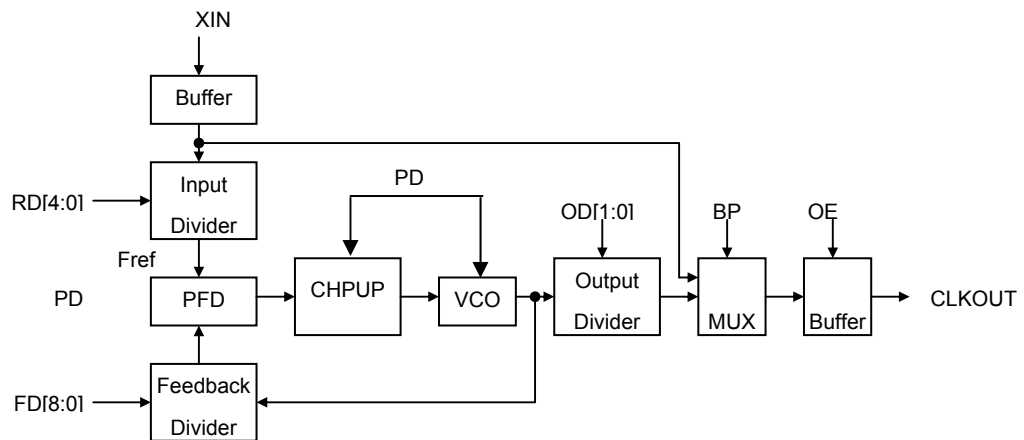 XIN
Buffer
Input
Divider
RD[4:0]
PD
OD[1:0]
BP
OE
Fref
PD
PFD
CHPUP
VCO
Output
Divider
MUX
Buffer
CLKOUT
FD[8:0]
Feedback
Divider